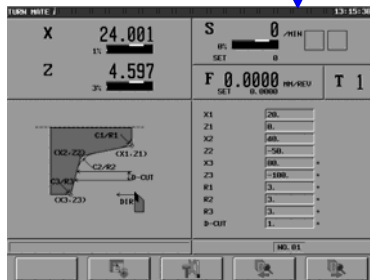 TURN MATE i 13:15:30
X 24.001
1%
Z 4.597
3%
S 0 /MIN
0%
SET 0
F 0.0000 MM/REV
SET 0.0000
T 1
C1/R1
(X2.Z2)
(X1.Z1)
C2/R2
C3/R3
D-CUT
DIR
(X3.Z3)
X1 20.
Z1 0.
X2 40.
Z2 -50.
X3 80. *
Z3 -100. *
R1 3. *
R2 3. *
R3 3. *
D-CUT 1. *
NO. 01